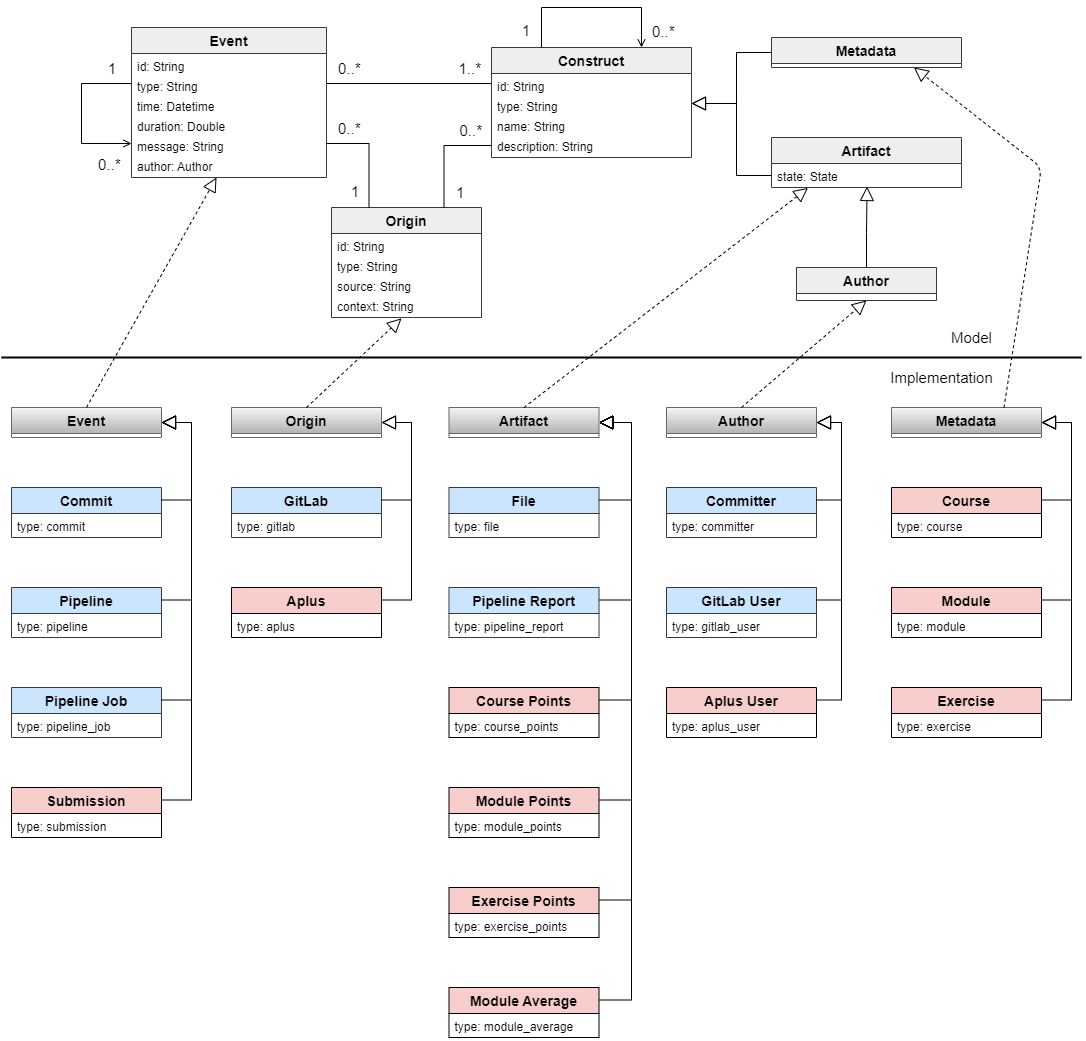 1
0..*
Event
id: String
type: String
time: Datetime
duration: Double
message: String
author: Author
1
0..*
0..*
1..*
0..*
0..*
1
1
Construct
id: String
type: String
name: String
description: String
Metadata
Artifact
state: State
Origin
id: String
type: String
source: String
context: String
Author
Model
Implementation
Event
Origin
Artifact
Author
Metadata
Commit
type: commit
GitLab
type: gitlab
File
type: file
Committer
type: committer
Course
type: course
Pipeline
type: pipeline
Aplus
type: aplus
Pipeline Report
type: pipeline_report
GitLab User
type: gitlab_user
Module
type: module
Pipeline Job
type: pipeline_job
Course Points
type: course_points
Aplus User
type: aplus_user
Exercise
type: exercise
Submission
type: submission
Module Points
type: module_points
Exercise Points
type: exercise_points
Module Average
type: module_average